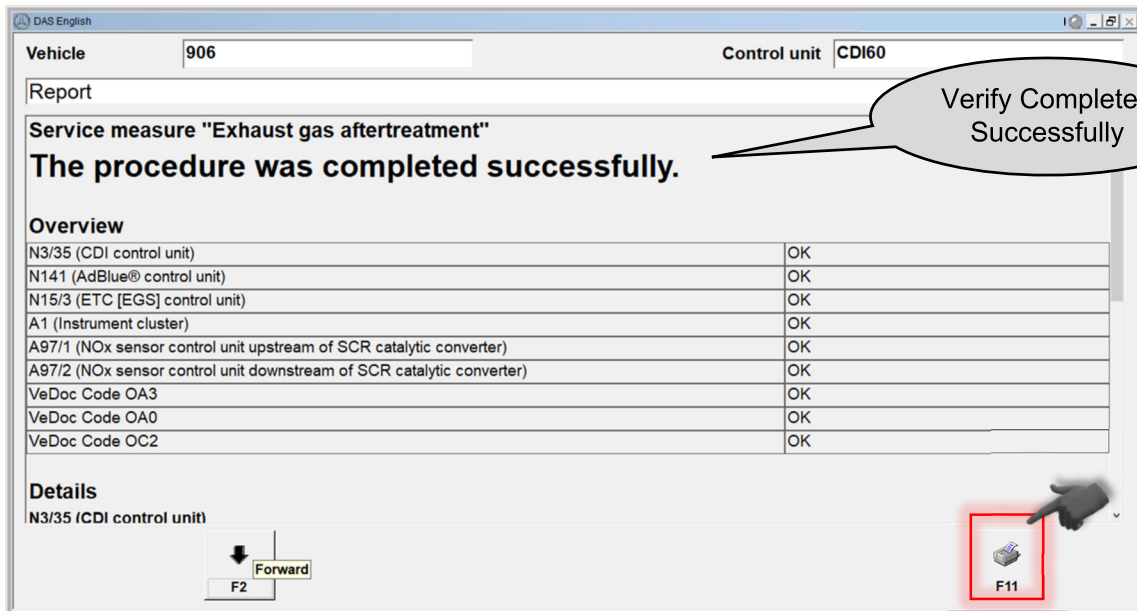 DAS English
Vehicle 906 Control unit CDI60
Report
Verify Complete
Successfully
Service measure "Exhaust gas aftertreatment"
The procedure was completed successfully.
Overview
N3/35 (CDI control unit) OK
N141 (AdBlue® control unit) OK
N15/3 (ETC [EGS] control unit) OK
A1 (Instrument cluster) OK
A97/1 (NOx sensor control unit upstream of SCR catalytic converter) OK
A97/2 (NOx sensor control unit downstream of SCR catalytic converter) OK
VeDoc Code OA3 OK
VeDoc Code OA0 OK
VeDoc Code OC2 OK
Details
N3/35 (CDI control unit)
Forward
F2
F11